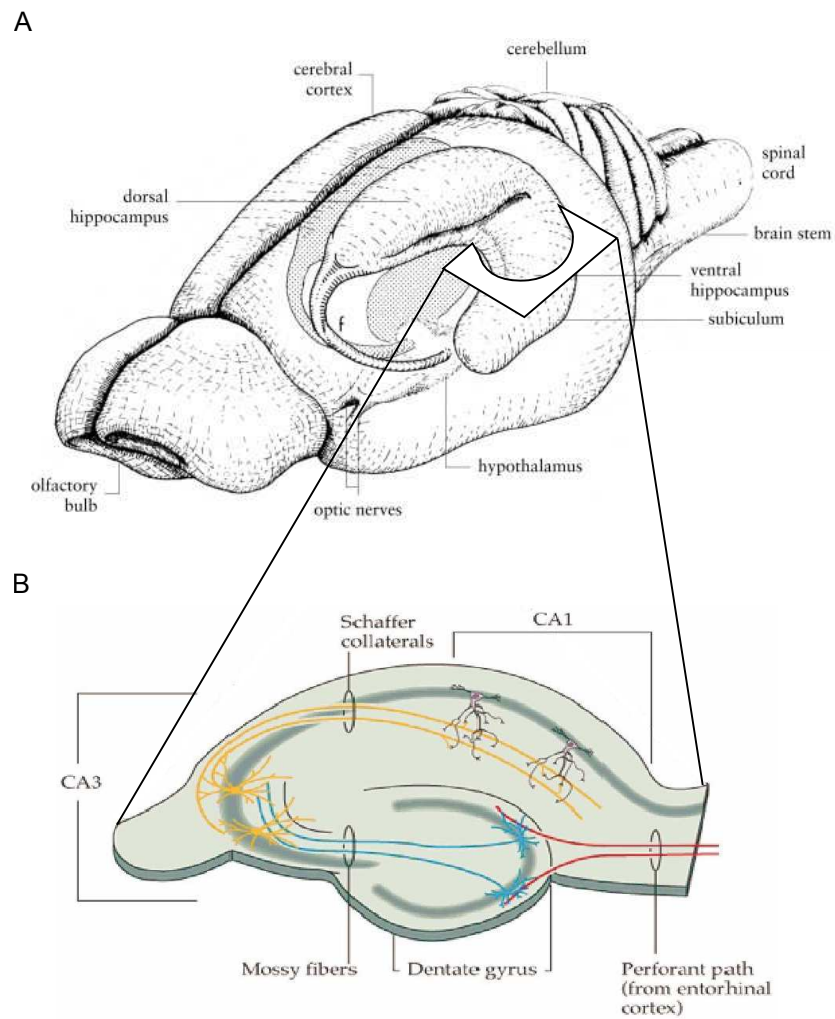 A
cerebellum
cerebral
cortex
spinal
cord
dorsal
hippocampus
brain stem
ventral
hippocampus
f
subiculum
hypothalamus
olfactory
bulb
optic nerves
B
Schaffer
collaterals
CA1
CA3
Mossy fibers
Dentate gyrus
Perforant path
(from entorhinal
cortex)